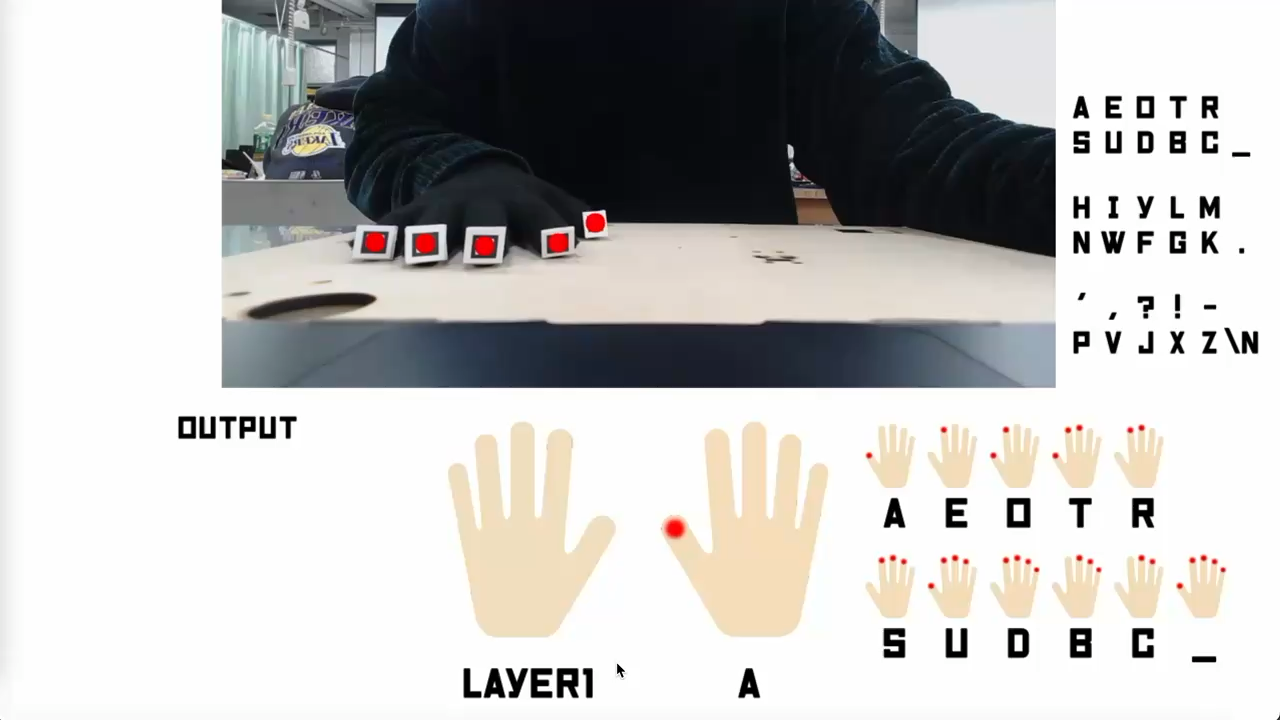 A E O T R
S U D B C _
H I Y L M
N W F G K .
´ , ? ! -
P V J X Z \N
OUTPUT
A E O T R
S U D B C _
LAYER1 A